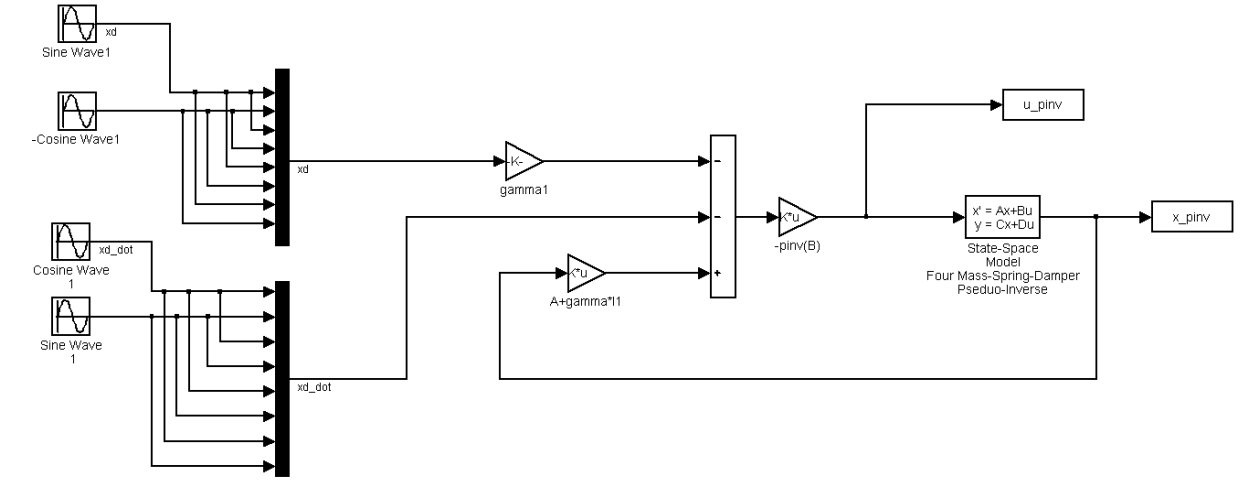 xd
Sine Wave1
-Cosine Wave1
xd
-K-
gamma1
xd_dot
Cosine Wave
1
Sine Wave
1
xd_dot
K*u
A+gamma*I1
−
−
+
K*u
-pinv(B)
u_pinv
x' = Ax+Bu
y = Cx+Du
State-Space
Model
Four Mass-Spring-Damper
Pseduo-Inverse
x_pinv